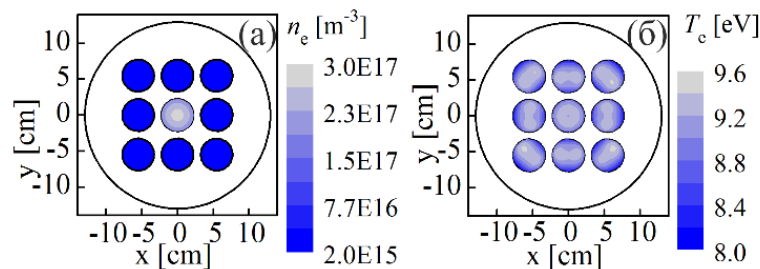 (а) nₑ [m⁻³]
10
5
0
-5
-10
y [cm]
-10 -5 0 5 10
x [cm]
3.0E17
2.3E17
1.5E17
7.7E16
2.0E15
(б) Tₑ [eV]
10
5
0
-5
-10
y [cm]
-10 -5 0 5 10
x [cm]
9.6
9.2
8.8
8.4
8.0